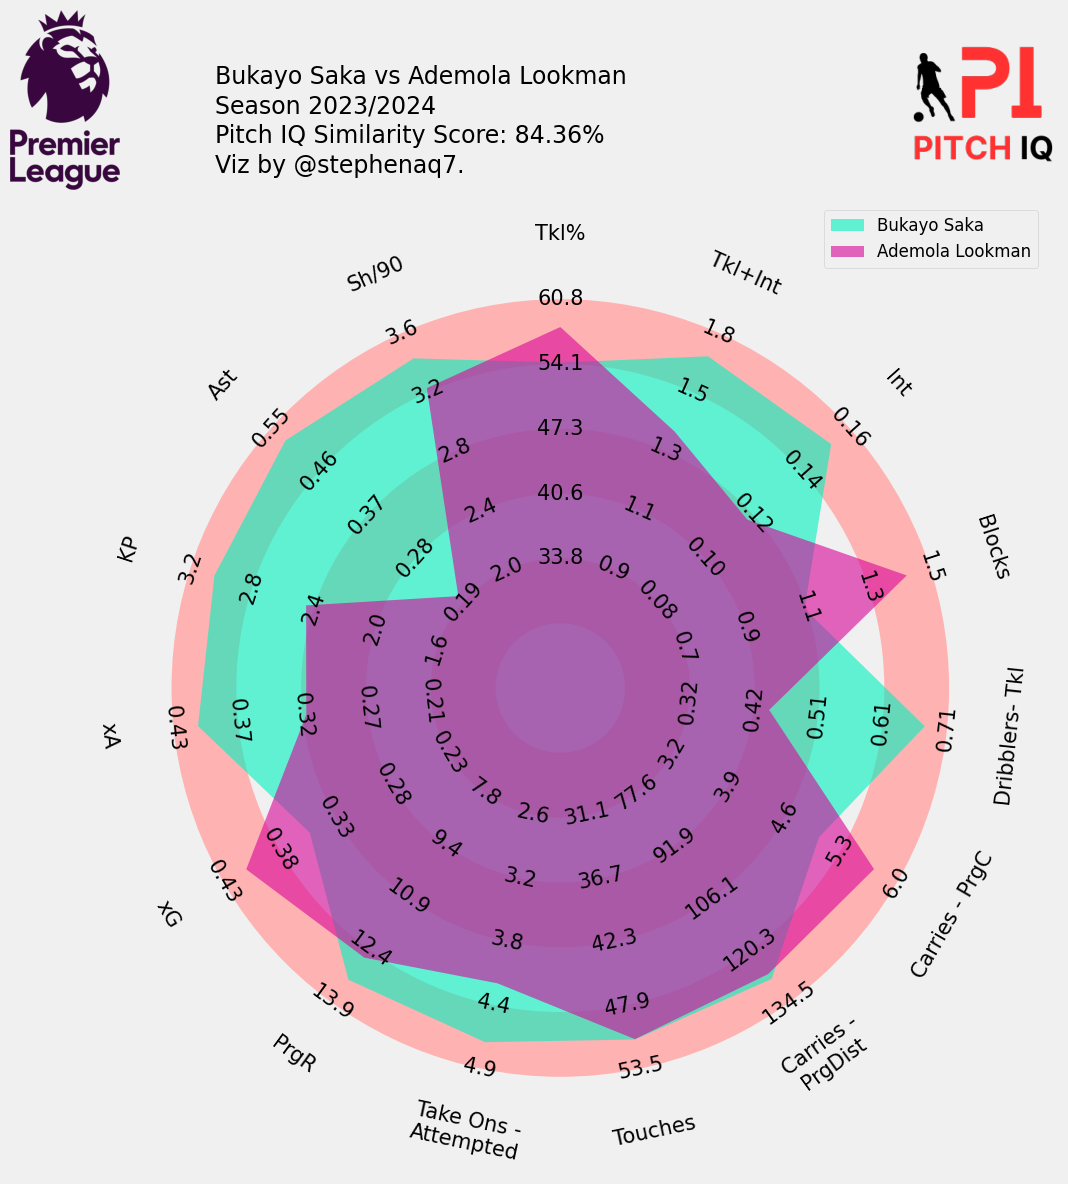 Premier
League
Bukayo Saka vs Ademola Lookman
Season 2023/2024
Pitch IQ Similarity Score: 84.36%
Viz by @stephenaq7.
PI
PITCH IQ
Bukayo Saka
Ademola Lookman
Tkl%
60.8
54.1
47.3
40.6
33.8
Tkl+Int
1.8
1.5
1.3
1.1
0.9
Int
0.16
0.14
0.12
0.10
0.08
Blocks
1.5
1.3
1.1
0.9
0.7
Dribblers- Tkl
0.71
0.61
0.51
0.42
0.32
Carries - PrgC
6.0
5.3
4.6
3.9
3.2
Carries -
PrgDist
134.5
120.3
106.1
91.9
77.6
Touches
53.5
47.9
42.3
36.7
31.1
Take Ons -
Attempted
4.9
4.4
3.8
3.2
2.6
PrgR
13.9
12.4
10.9
9.4
7.8
xG
0.43
0.38
0.33
0.28
0.23
xA
0.43
0.37
0.32
0.27
0.21
KP
3.2
2.8
2.4
2.0
1.6
Ast
0.55
0.46
0.37
0.28
0.19
Sh/90
3.6
3.2
2.8
2.4
2.0